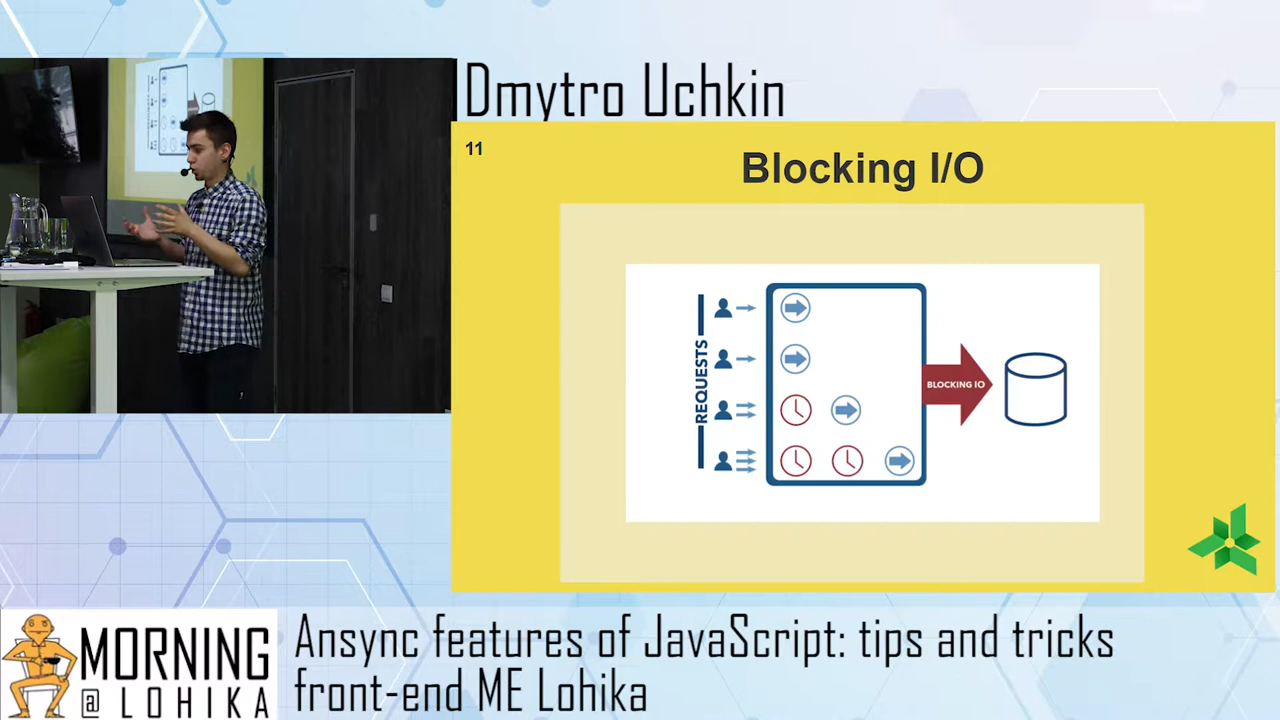 Dmytro Uchkin
11
Blocking I/O
REQUESTS
BLOCKING IO
MORNING
@ LOHIKA
Ansync features of JavaScript: tips and tricks
front-end ME Lohika